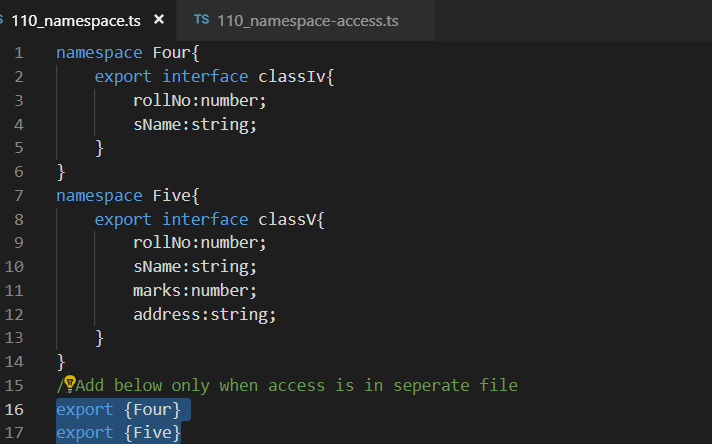 110_namespace.ts × TS 110_namespace-access.ts
1 namespace Four{
2 export interface classIv{
3 rollNo:number;
4 sName:string;
5 }
6 }
7 namespace Five{
8 export interface classV{
9 rollNo:number;
10 sName:string;
11 marks:number;
12 address:string;
13 }
14 }
15 / Add below only when access is in seperate file
16 export {Four}
17 export {Five}